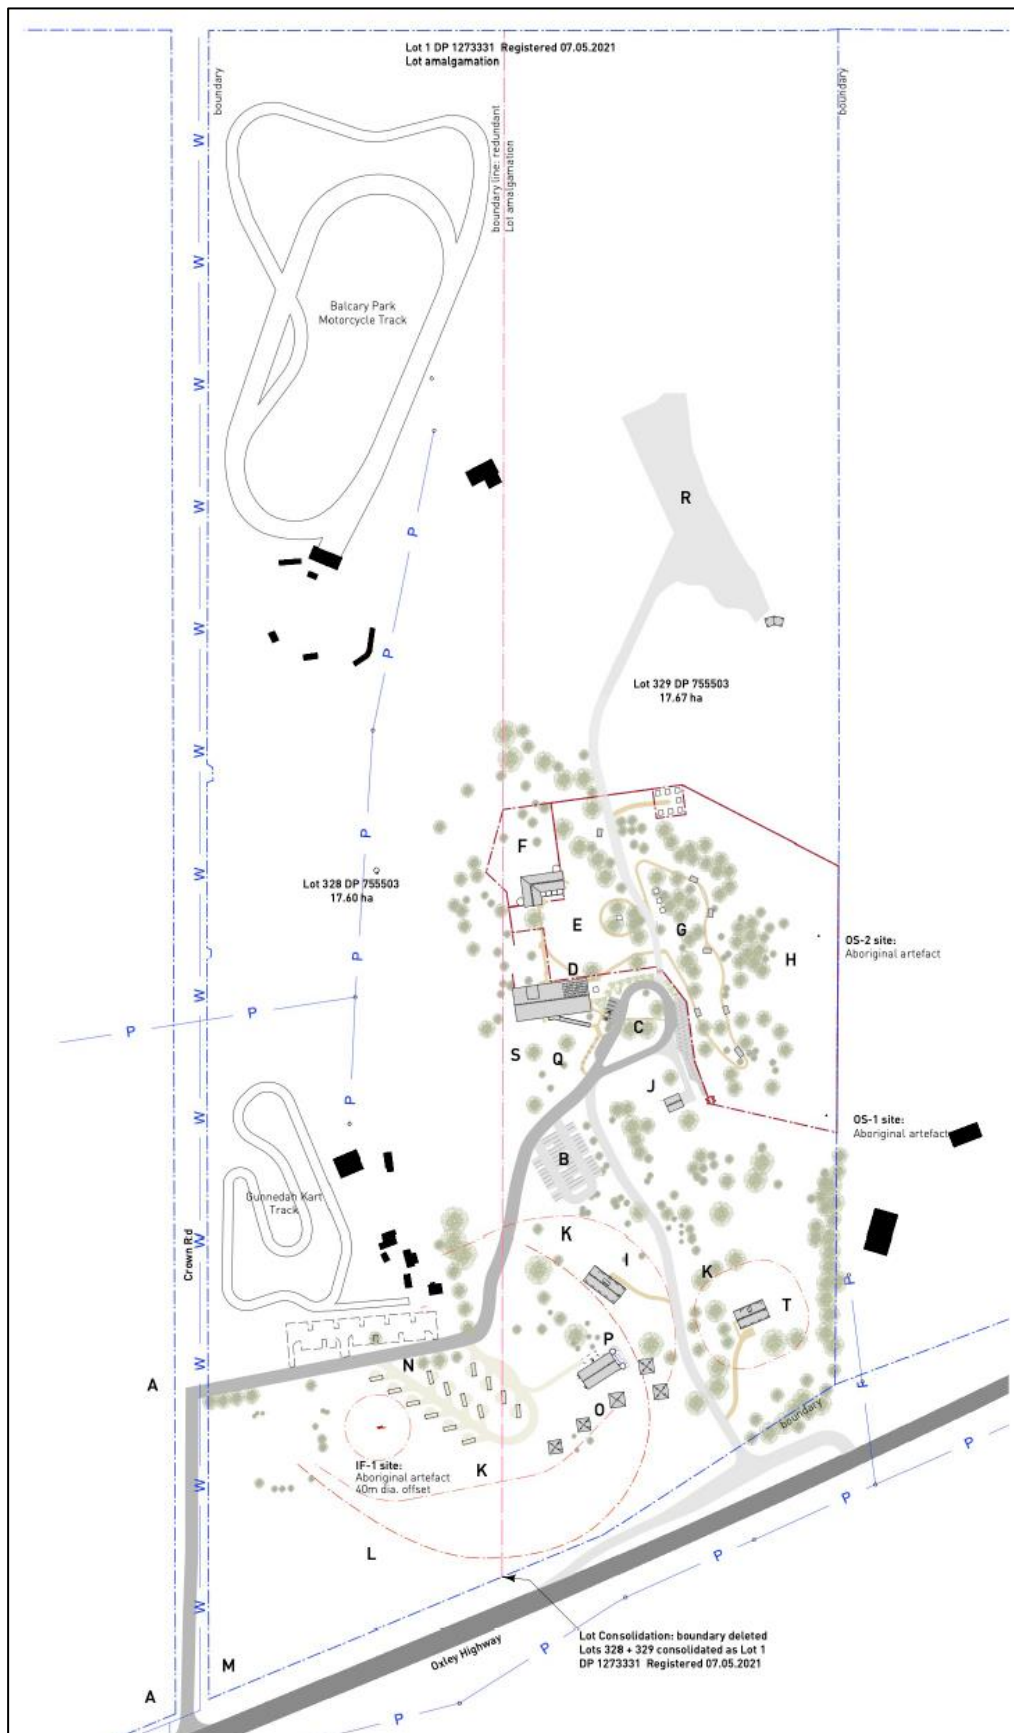 Lot 1 DP 1273331 Registered 07.05.2021
Lot amalgamation
boundary
boundary
boundary line: redundant
Lot amalgamation
W
W
Balcary Park
Motorcycle Track
W
W
R
P
W
P
Lot 329 DP 755503
17.67 ha
W
P
F
Lot 328 DP 755503
17.60 ha
W
E
G
OS-2 site:
Aboriginal artefact
H
P
D
W
P
P
C
S
Q
J
P
W
OS-1 site:
Aboriginal artefact
B
Gunnedah Kart
Track
K
W
Crown Rd
I
K
P
T
P
W
N
A
P
O
boundary
P
IF-1 site:
Aboriginal artefact
40m dia. offset
K
W
P
L
P
W
P
Lot Consolidation: boundary deleted
Lots 328 + 329 consolidated as Lot 1
DP 1273331 Registered 07.05.2021
Oxley Highway
P
M
A
P